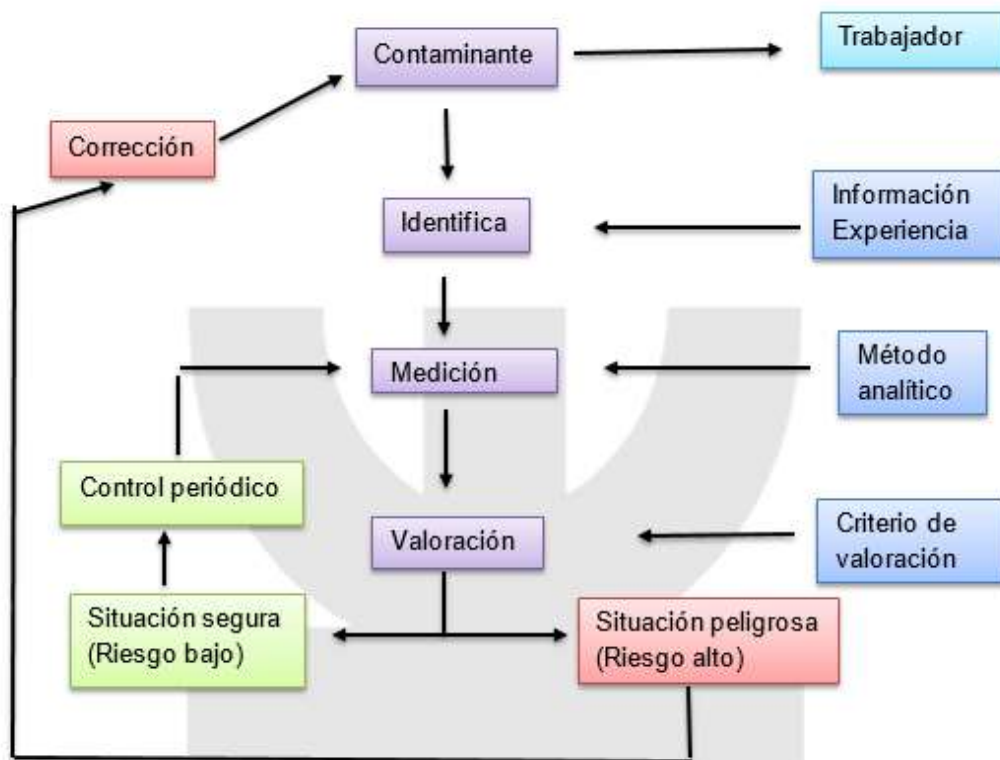 Contaminante
Trabajador
Corrección
Identifica
Información
Experiencia
Medición
Método
analítico
Control periódico
Valoración
Criterio de
valoración
Situación segura
(Riesgo bajo)
Situación peligrosa
(Riesgo alto)